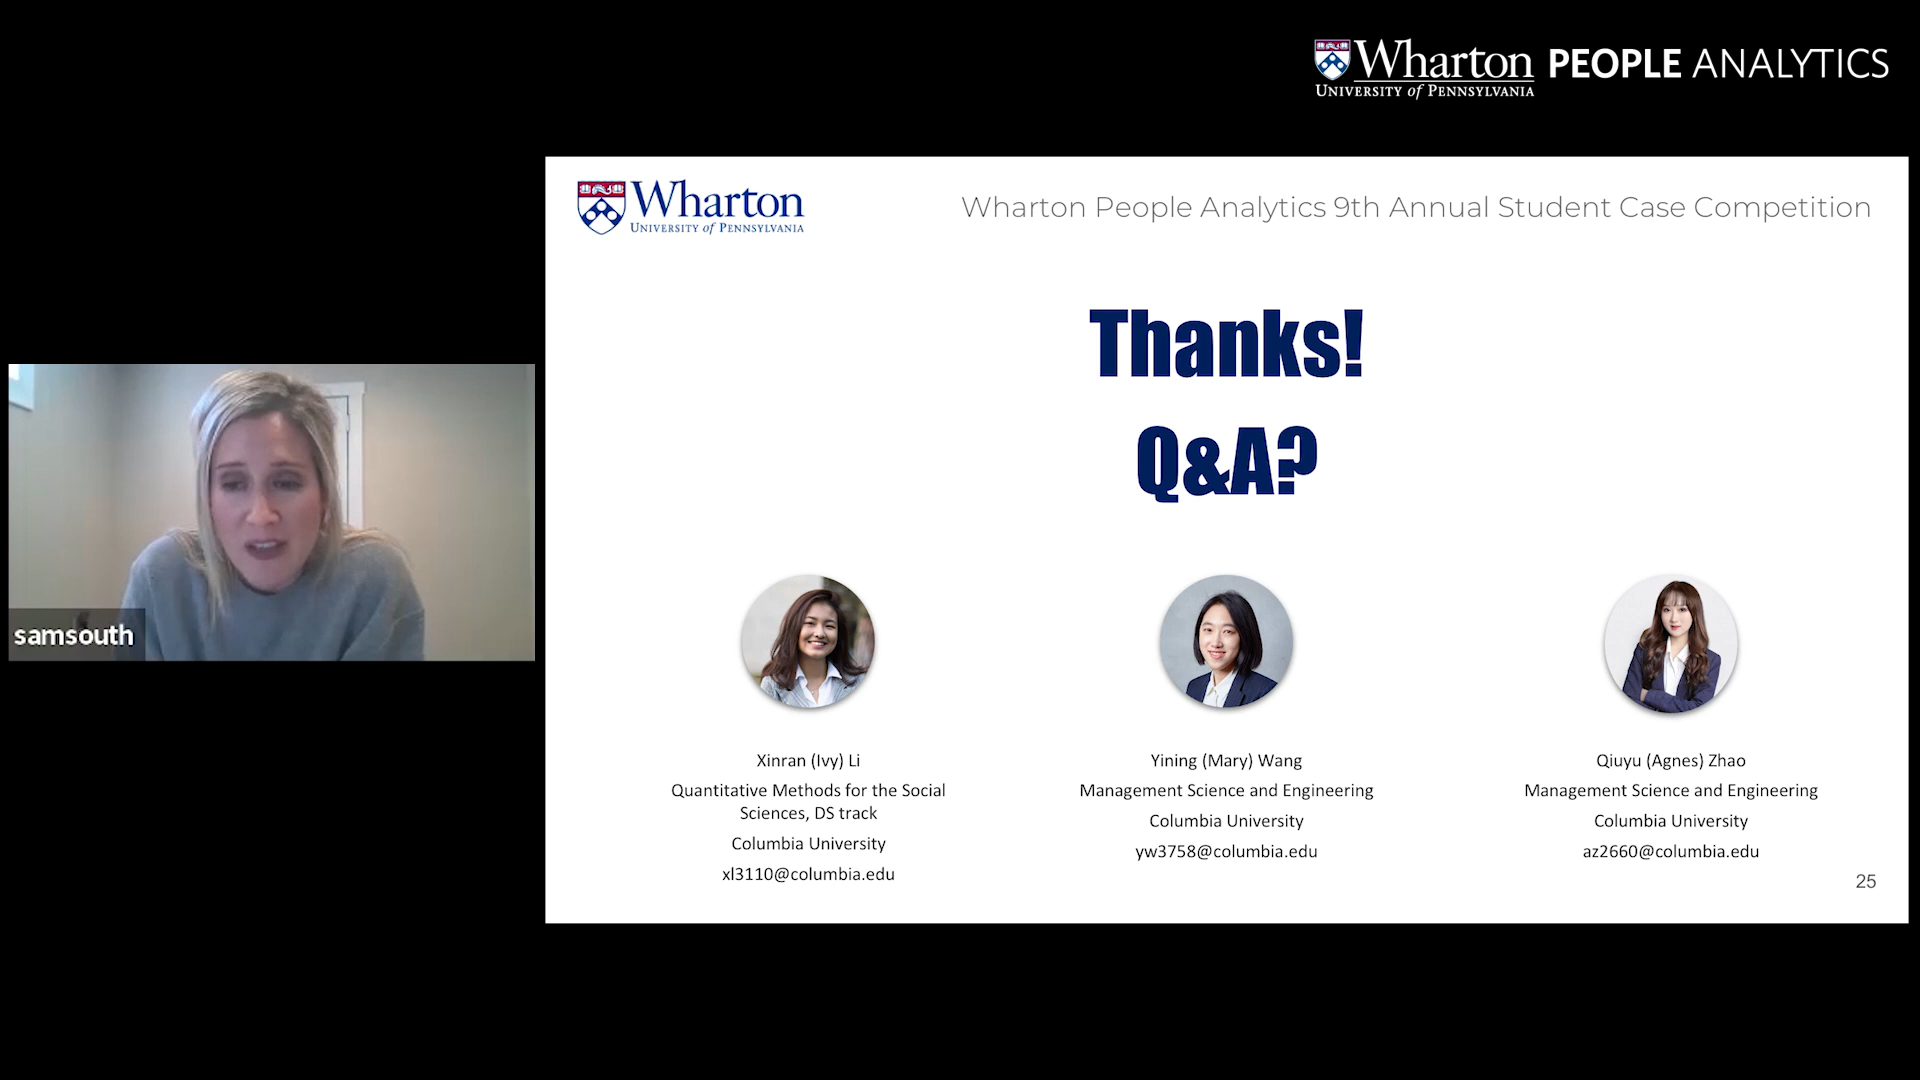 Wharton PEOPLE ANALYTICS
UNIVERSITY of PENNSYLVANIA
Wharton
UNIVERSITY of PENNSYLVANIA
Wharton People Analytics 9th Annual Student Case Competition
Thanks!
Q&A?
samsouth
Xinran (Ivy) Li
Quantitative Methods for the Social
Sciences, DS track
Columbia University
xl3110@columbia.edu
Yining (Mary) Wang
Management Science and Engineering
Columbia University
yw3758@columbia.edu
Qiuyu (Agnes) Zhao
Management Science and Engineering
Columbia University
az2660@columbia.edu
25